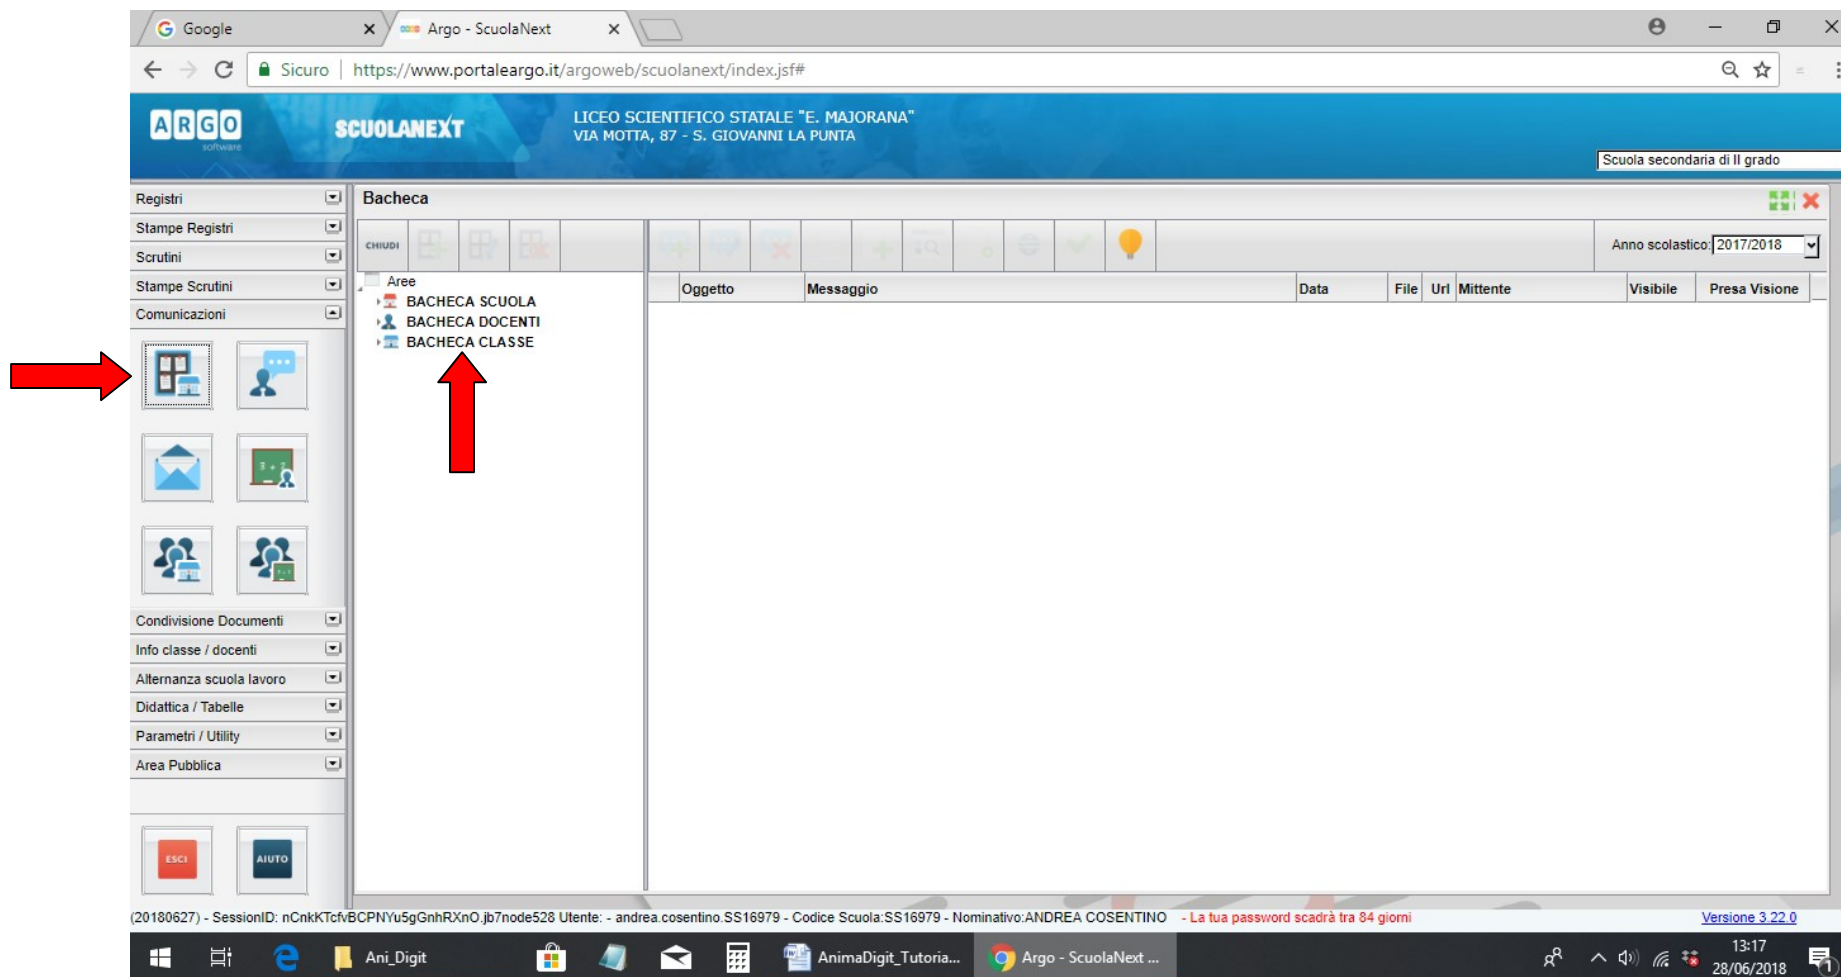 Google
Argo - ScuolaNext
Sicuro
https://www.portaleargo.it/argoweb/scuolanext/index.jsf#
ARGO
software
SCUOLANEXT
LICEO SCIENTIFICO STATALE "E. MAJORANA"
VIA MOTTA, 87 - S. GIOVANNI LA PUNTA
Scuola secondaria di II grado
Registri
Stampe Registri
Scrutini
Stampe Scrutini
Comunicazioni
Condivisione Documenti
Info classe / docenti
Alternanza scuola lavoro
Didattica / Tabelle
Parametri / Utility
Area Pubblica
ESCI
AIUTO
Bacheca
CHIUDI
Anno scolastico: 2017/2018
Aree
BACHECA SCUOLA
BACHECA DOCENTI
BACHECA CLASSE
Oggetto Messaggio Data File Url Mittente Visibile Presa Visione
(20180627) - SessionID: nCnkKTcfvBCPNYu5gGnhRXnO.jb7node528 Utente: - andrea.cosentino.SS16979 - Codice Scuola:SS16979 - Nominativo:ANDREA COSENTINO - La tua password scadrà tra 84 giorni
Versione 3.22.0
Ani_Digit
AnimaDigit_Tutoria...
Argo - ScuolaNext ...
13:17
28/06/2018
1